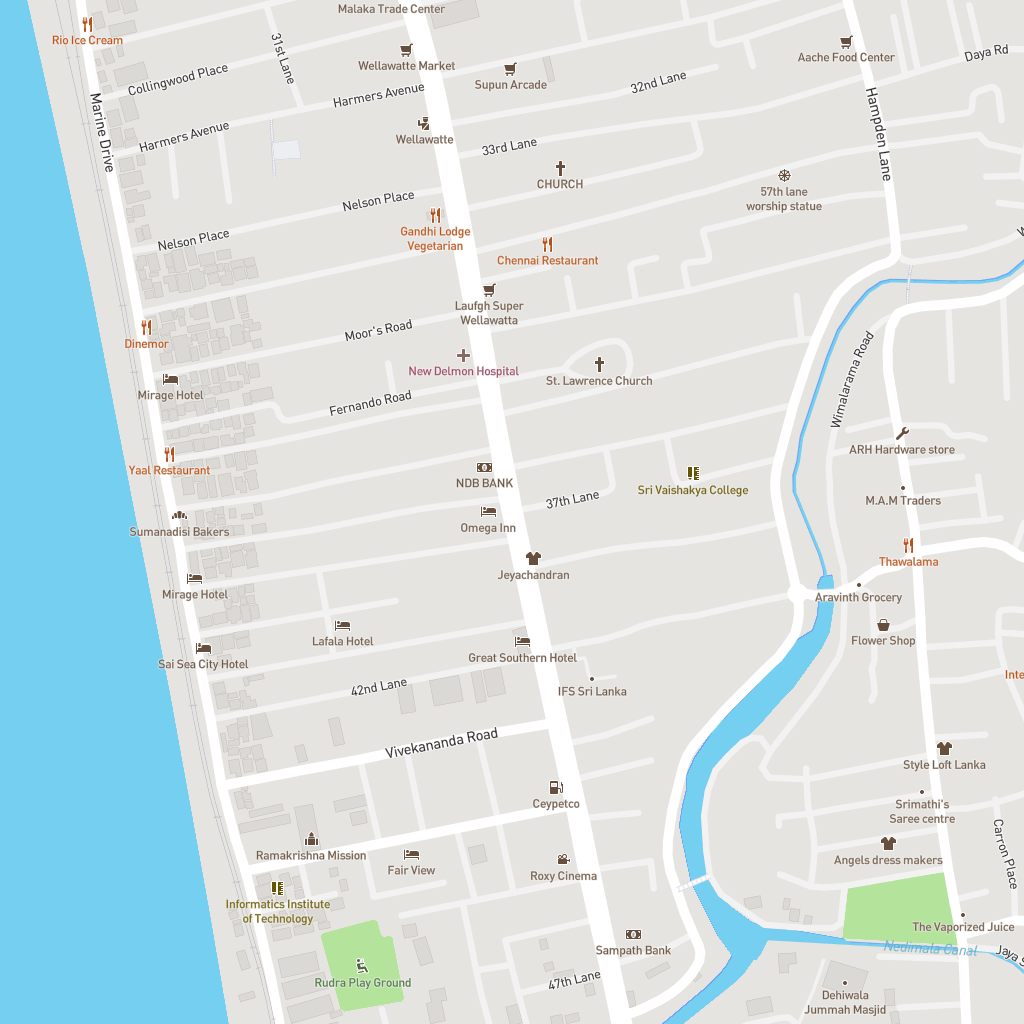 Malaka Trade Center
Rio Ice Cream
31st Lane
Wellawatte Market
Aache Food Center
Daya Rd
Collingwood Place
Supun Arcade
32nd Lane
Harmers Avenue
Marine Drive
Hampden Lane
Harmers Avenue
Wellawatte
33rd Lane
CHURCH
57th lane
worship statue
Nelson Place
Nelson Place
Gandhi Lodge
Vegetarian
Chennai Restaurant
Laufgh Super
Wellawatta
Moor's Road
Dinemor
New Delmon Hospital
St. Lawrence Church
Wimalarama Road
Mirage Hotel
Fernando Road
ARH Hardware store
Yaal Restaurant
NDB BANK
Sri Vaishakya College
37th Lane
M.A.M Traders
Sumanadisi Bakers
Omega Inn
Thawalama
Jeyachandran
Mirage Hotel
Aravinth Grocery
Lafala Hotel
Flower Shop
Sai Sea City Hotel
Great Southern Hotel
Inte
42nd Lane
IFS Sri Lanka
Vivekananda Road
Style Loft Lanka
Ceypetco
Srimathi's
Saree centre
Carron Place
Ramakrishna Mission
Fair View
Roxy Cinema
Angels dress makers
Informatics Institute
of Technology
The Vaporized Juice
Sampath Bank
Nedimala Canal
Jaya S
Rudra Play Ground
47th Lane
Dehiwala
Jummah Masjid